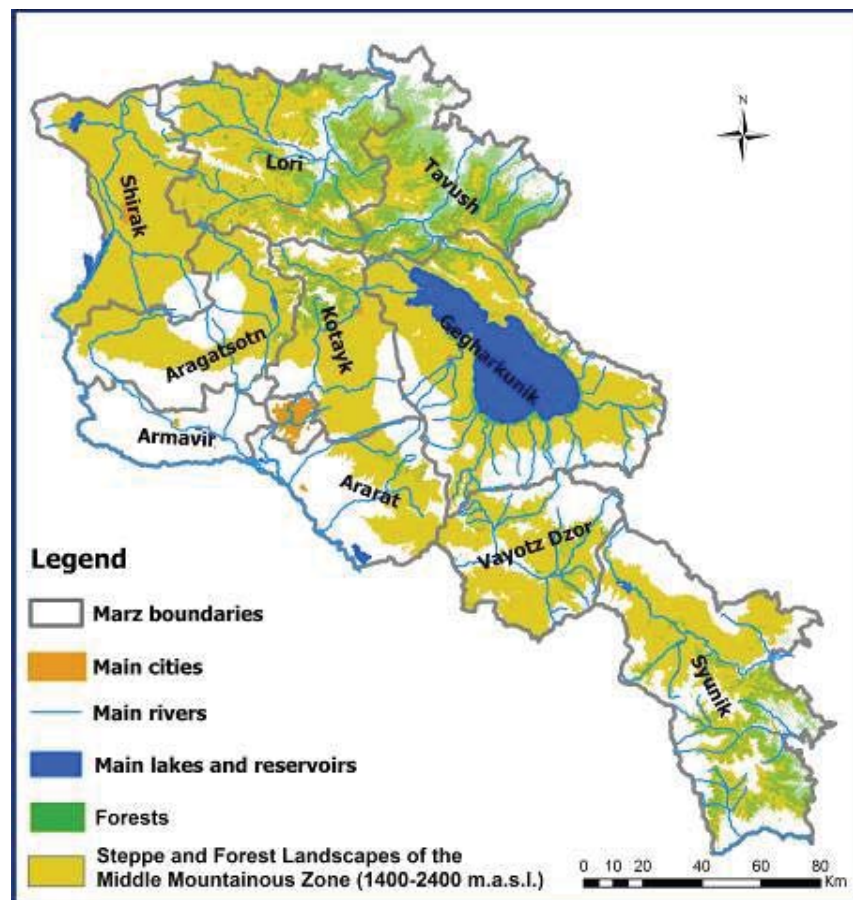 N
Lori
Tavush
Shirak
Kotayk
Gegharkunik
Aragatsotn
Armavir
Ararat
Vayotz Dzor
Syunik
Legend
Marz boundaries
Main cities
Main rivers
Main lakes and reservoirs
Forests
Steppe and Forest Landscapes of the
Middle Mountainous Zone (1400-2400 m.a.s.l.)
0 10 20 40 60 80
Km